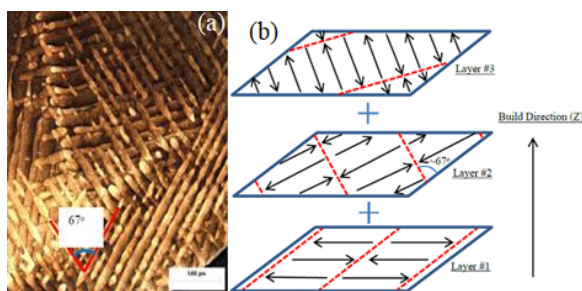 (a)
67°
(b)
Layer #3
Build Direction (Z)
~67°
Layer #2
Layer #1